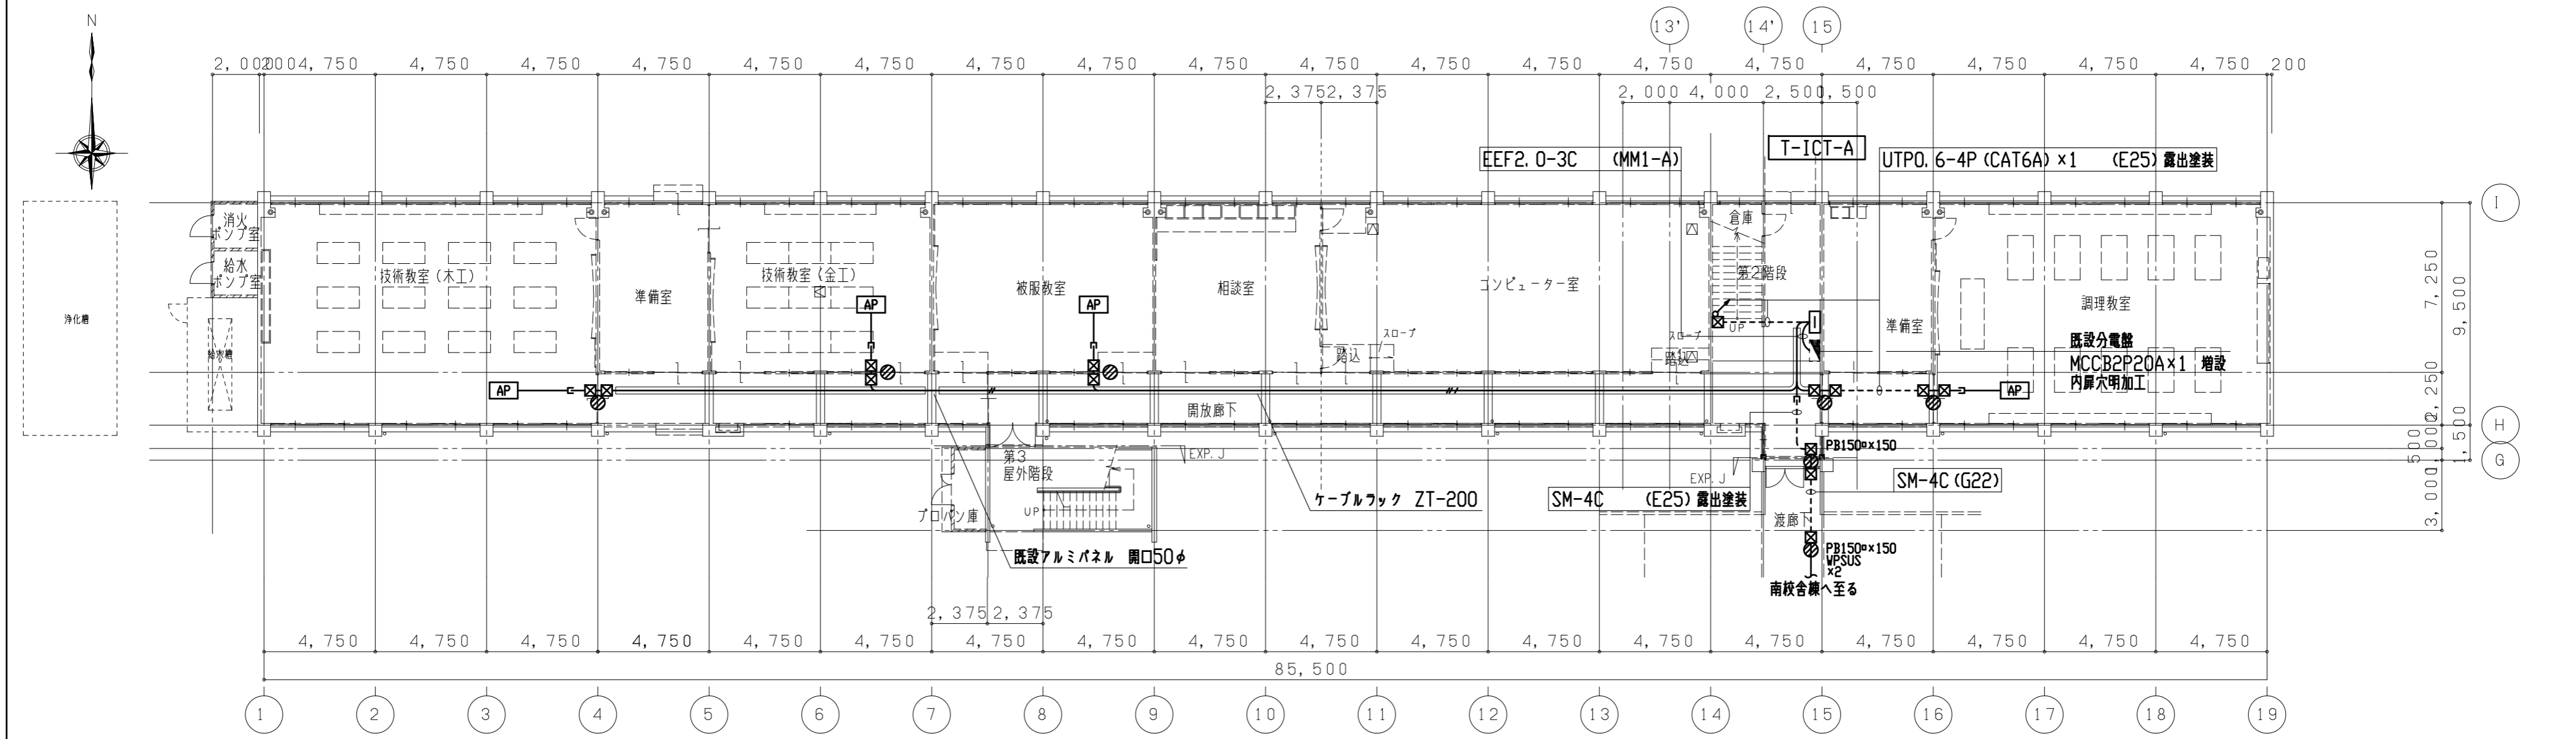 N
13' 14' 15
2,000 200 4,750 4,750 4,750 4,750 4,750 4,750 4,750 4,750 4,750 4,750 4,750 4,750 4,750 4,750 4,750 4,750 4,750 4,750 200
2,375 2,375 2,000 4,000 2,500 1,500
EEF2.0-3C (MM1-A)
T-ICT-A
UTP0.6-4P (CAT6A) ×1 (E25) 露出塗装
I
消火
ポンプ室
給水
ポンプ室
浄化槽
給水槽
技術教室（木工）
準備室
技術教室（金工）
被服教室
相談室
コンピューター室
倉庫
第2階段
UP
準備室
調理教室
スロープ
踏込
スロープ
踏込
AP
AP
AP
AP
既設分電盤
MCCB2P20A×1 増設
内扉穴明加工
開放廊下
7,250
9,500
2,250
1,000
1,500
500
3,000
H
G
PB150□×150
EXP.J
第3
屋外階段
UP
プロパン庫
EXP.J
SM-4C (G22)
ケーブルラック ZT-200
SM-4C (E25) 露出塗装
渡廊下
既設アルミパネル 開口50φ
PB150□×150
WPSUS
×2
南校舎棟へ至る
2,375 2,375
4,750 4,750 4,750 4,750 4,750 4,750 4,750 4,750 4,750 4,750 4,750 4,750 4,750 4,750 4,750 4,750 4,750 4,750
85,500
1 2 3 4 5 6 7 8 9 10 11 12 13 14 15 16 17 18 19